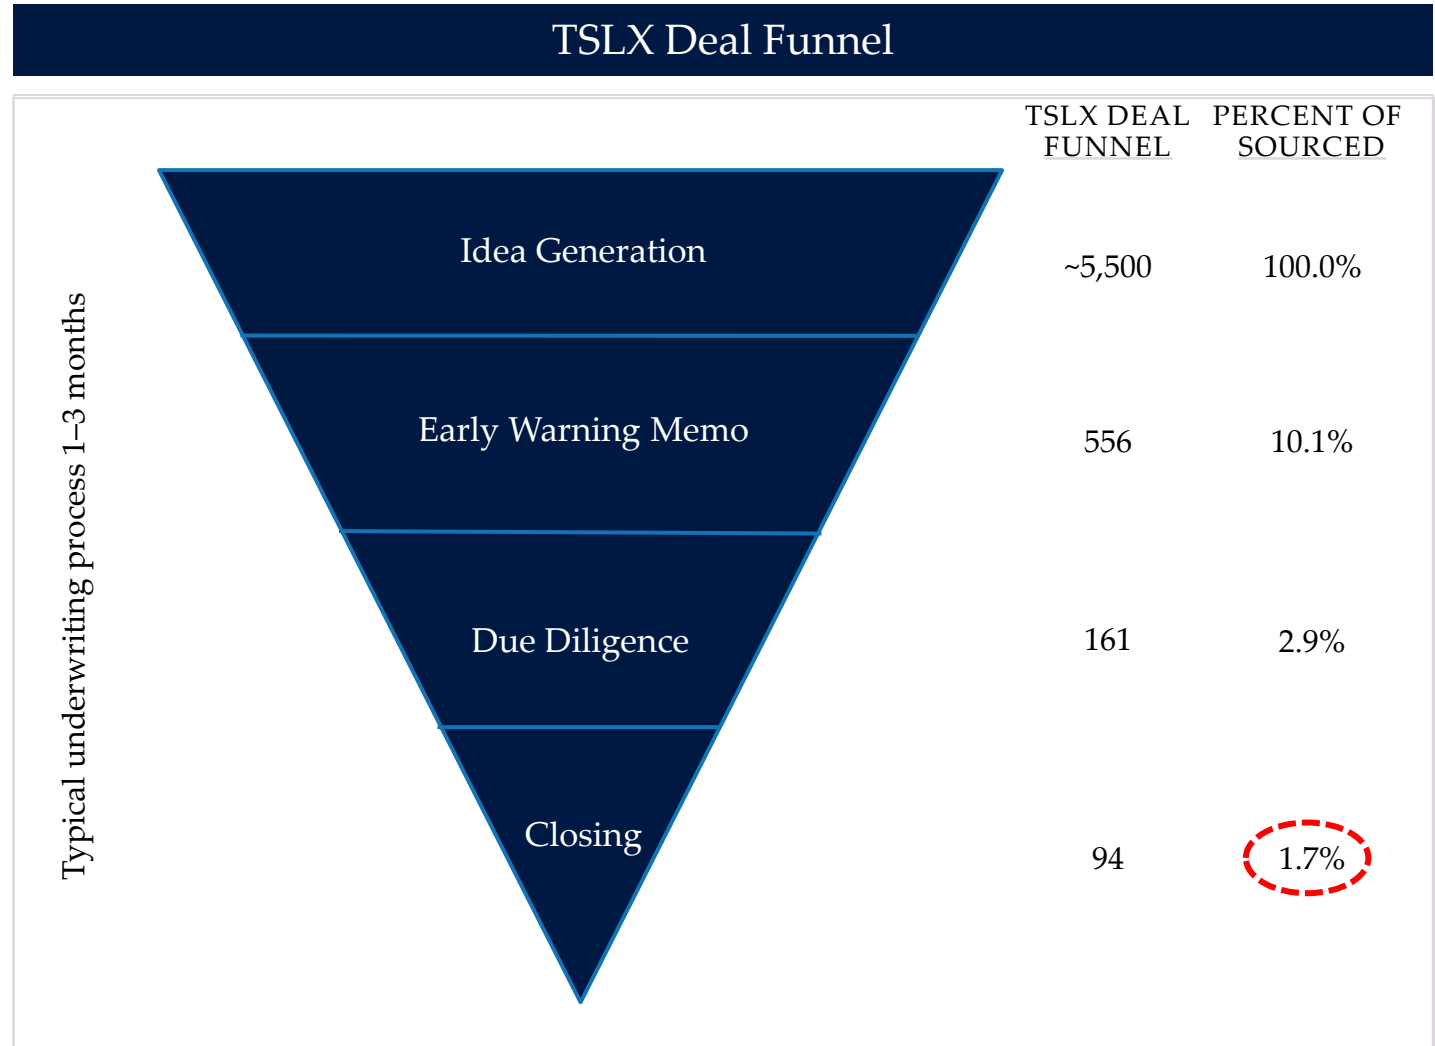 TSLX Deal Funnel
TSLX DEAL FUNNEL
PERCENT OF SOURCED
Typical underwriting process 1–3 months
Idea Generation
~5,500
100.0%
Early Warning Memo
556
10.1%
Due Diligence
161
2.9%
Closing
94
1.7%